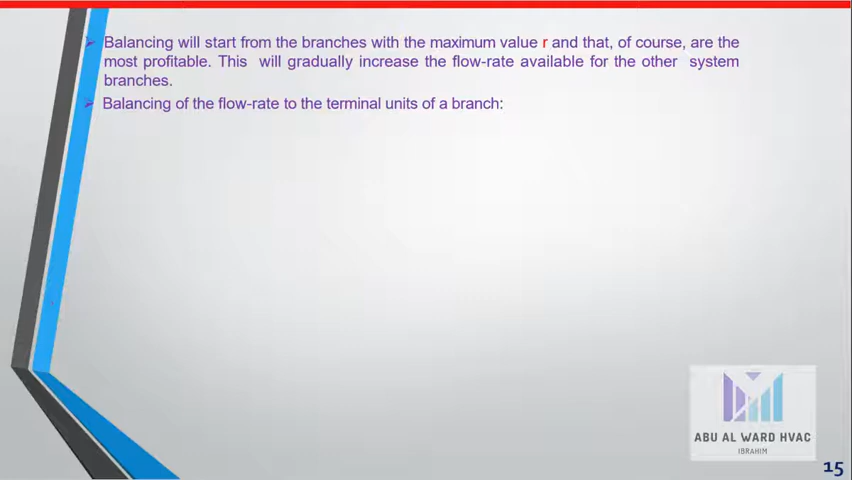 Balancing will start from the branches with the maximum value r and that, of course, are the
most profitable. This will gradually increase the flow-rate available for the other system
branches.
Balancing of the flow-rate to the terminal units of a branch:
ABU AL WARD HVAC
IBRAHIM
15